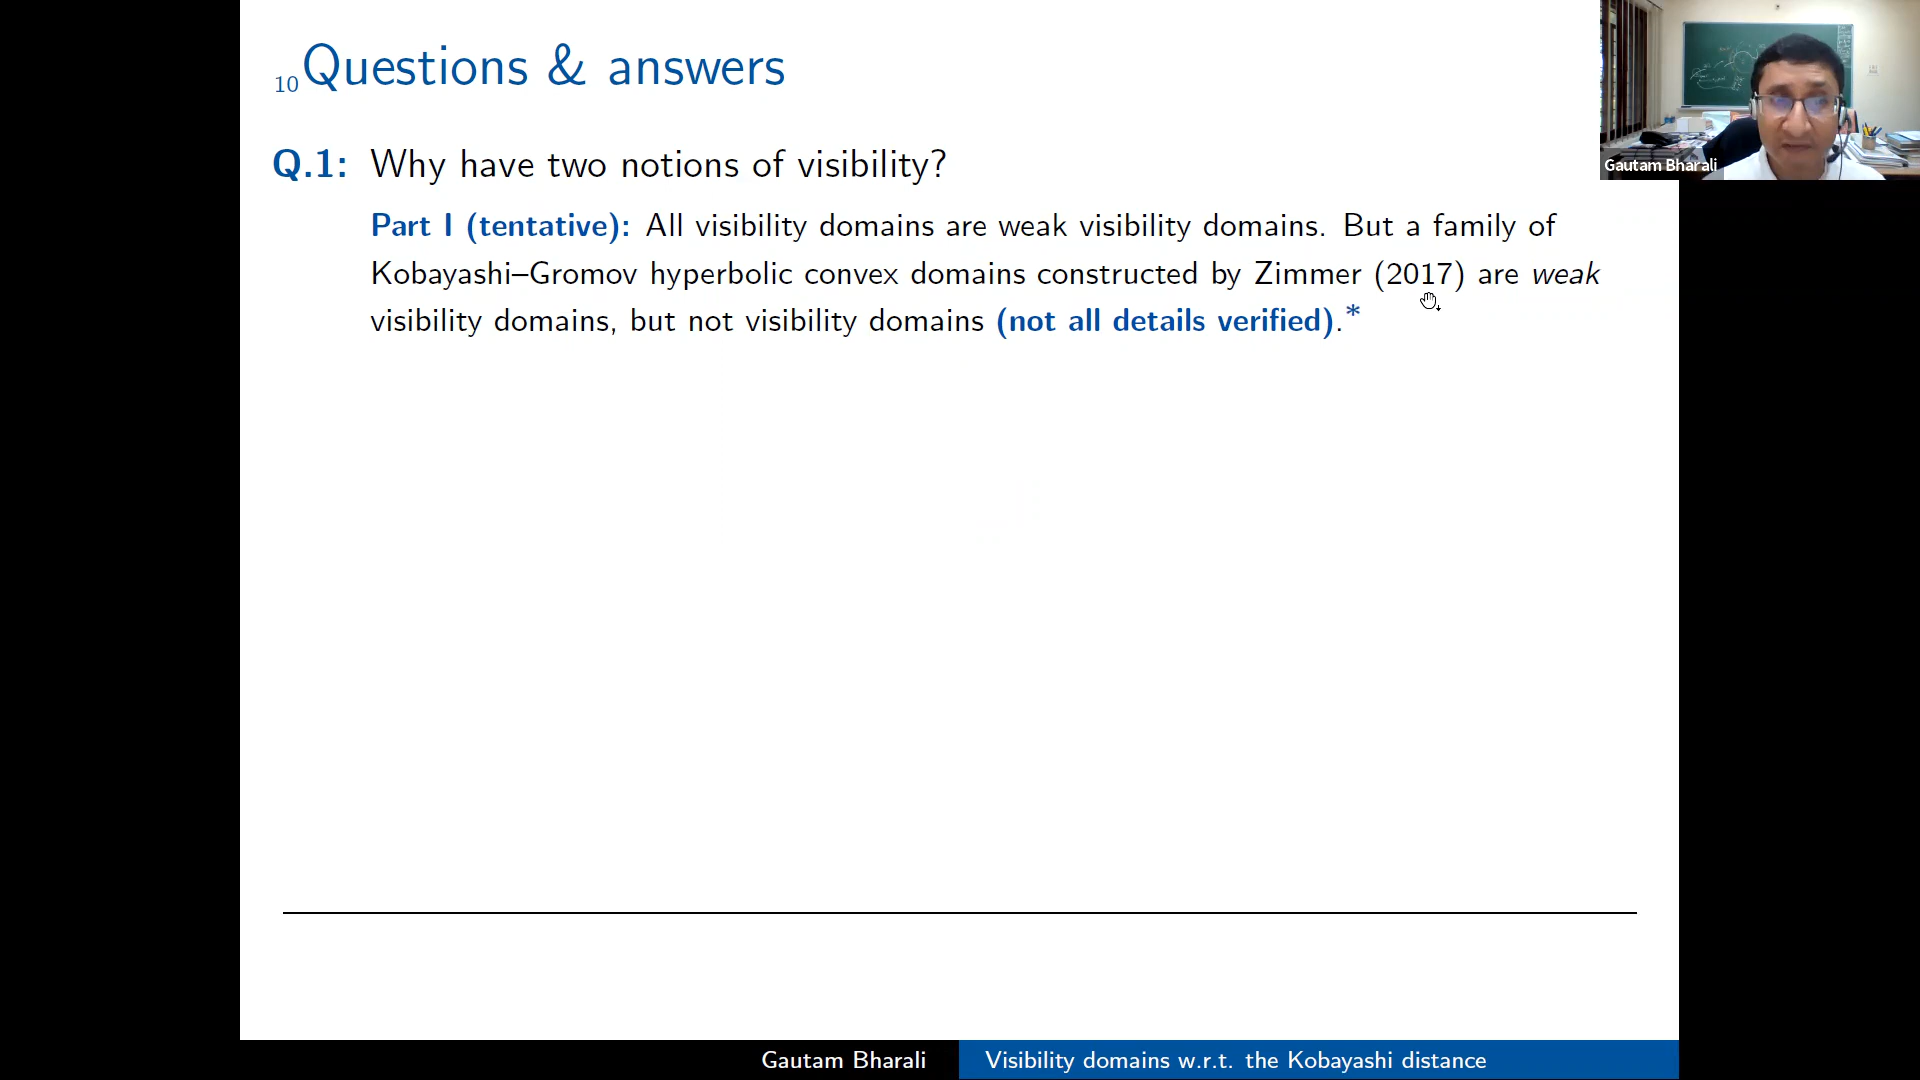 10 Questions & answers
Q.1: Why have two notions of visibility?
Part I (tentative): All visibility domains are weak visibility domains. But a family of
Kobayashi–Gromov hyperbolic convex domains constructed by Zimmer (2017) are weak
visibility domains, but not visibility domains (not all details verified).*
Gautam Bharali
Gautam Bharali
Visibility domains w.r.t. the Kobayashi distance